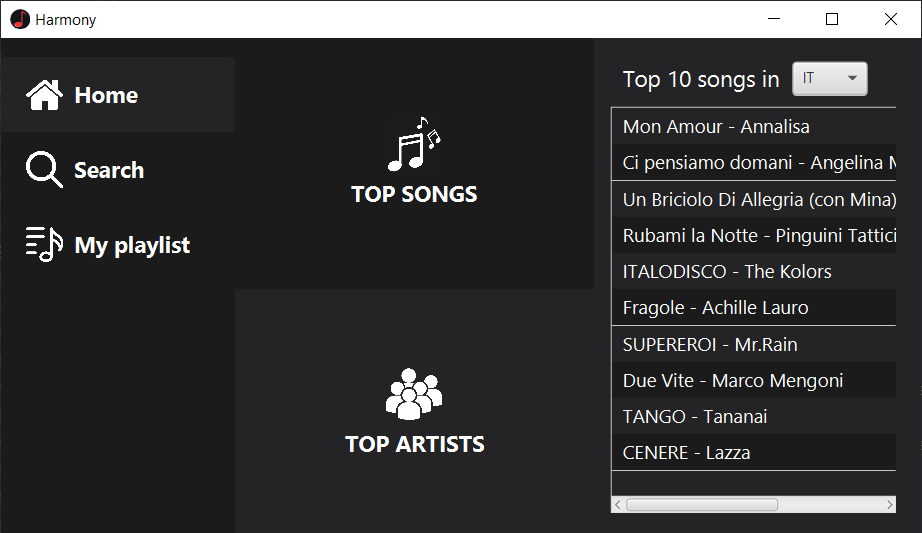 Harmony
Home
Search
My playlist
TOP SONGS
TOP ARTISTS
Top 10 songs in IT
Mon Amour - Annalisa
Ci pensiamo domani - Angelina
Un Briciolo Di Allegria (con Mina)
Rubami la Notte - Pinguini Tattici
ITALODISCO - The Kolors
Fragole - Achille Lauro
SUPEREROI - Mr.Rain
Due Vite - Marco Mengoni
TANGO - Tananai
CENERE - Lazza